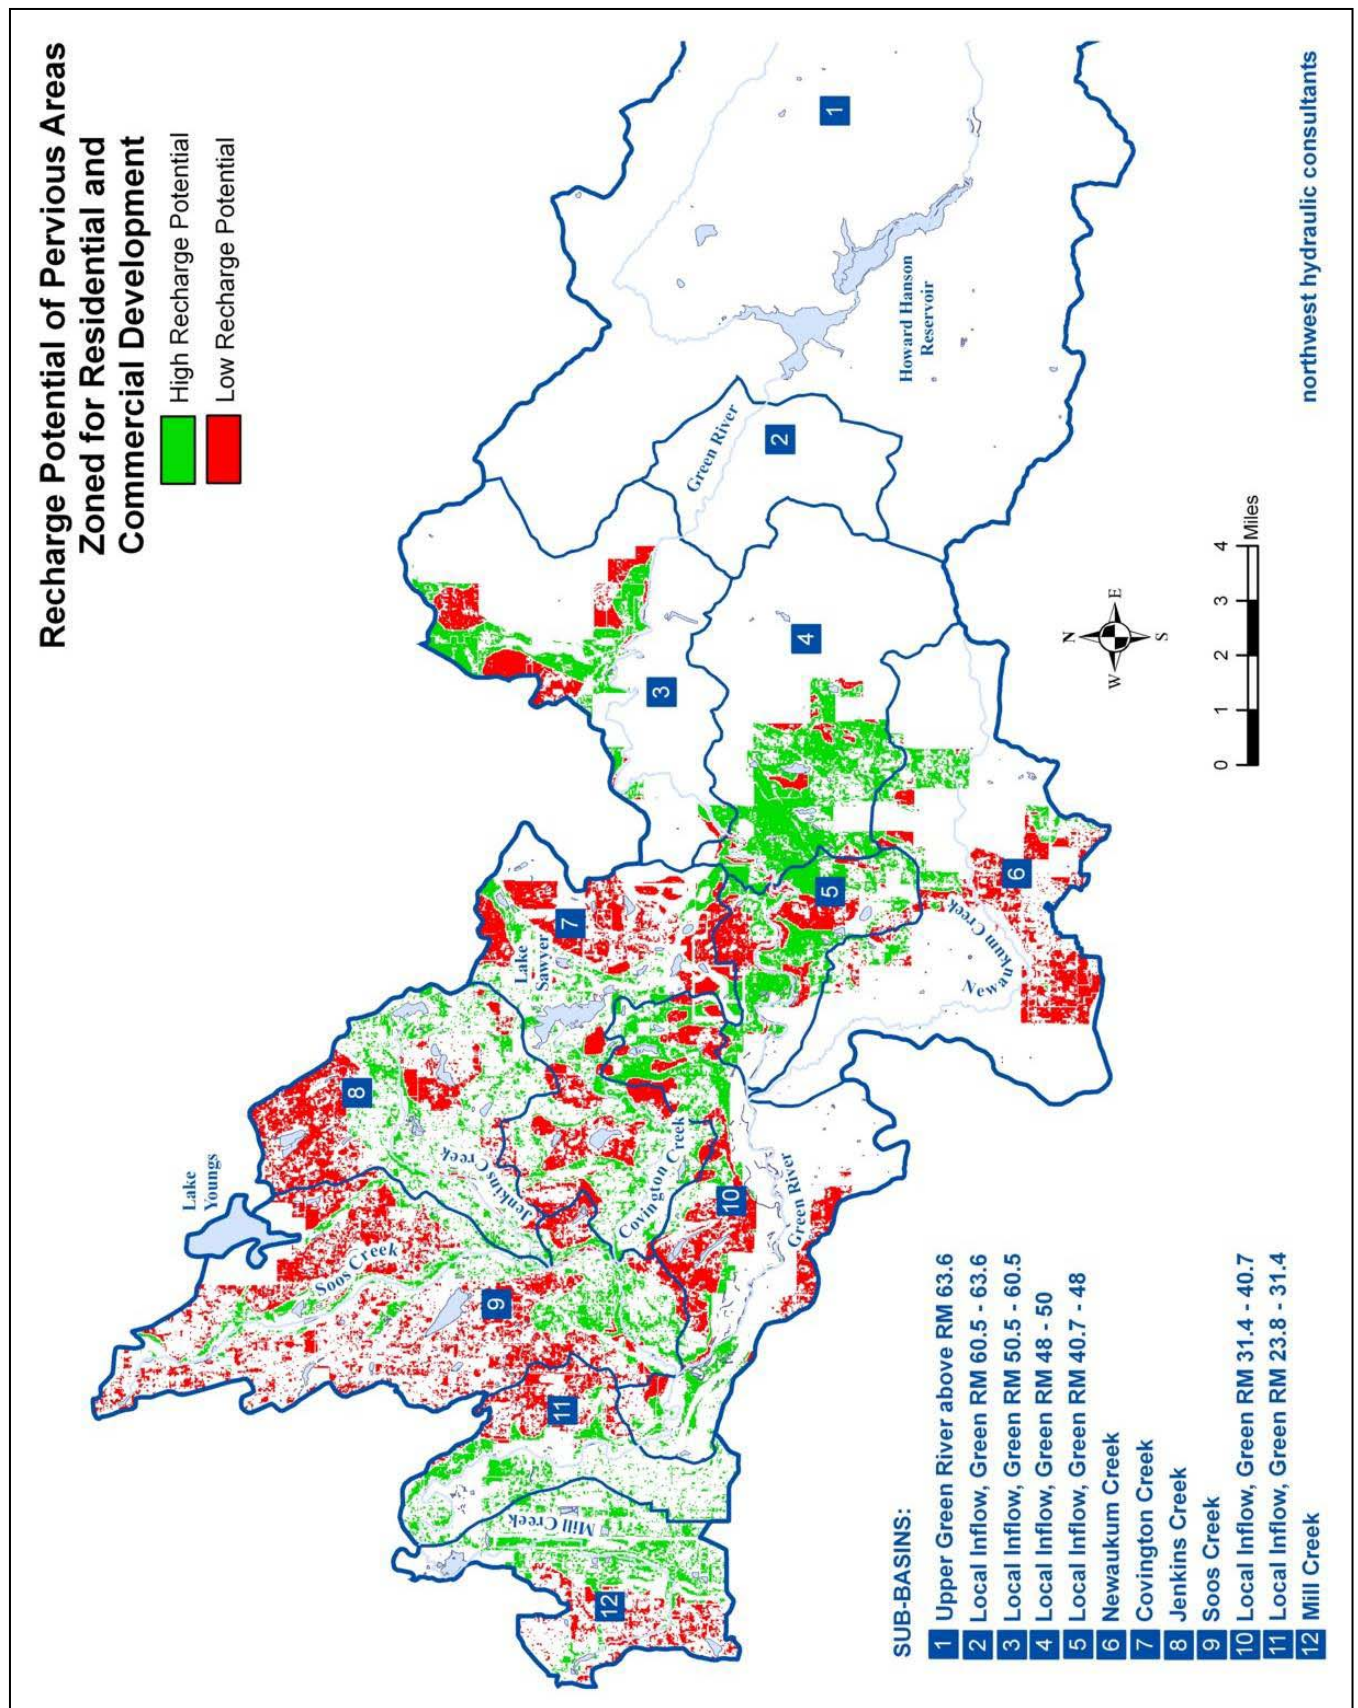 Recharge Potential of Pervious Areas
Zoned for Residential and
Commercial Development
High Recharge Potential
Low Recharge Potential
Lake
Youngs
Soos Creek
Jenkins Creek
Lake
Sawyer
Covington Creek
Green River
Mill Creek
Newaukum Creek
Green River
Howard Hanson
Reservoir
1
2
3
4
5
6
7
8
9
10
11
12
N
W
E
S
0 1 2 3 4
Miles
SUB-BASINS:
1 Upper Green River above RM 63.6
2 Local Inflow, Green RM 60.5 - 63.6
3 Local Inflow, Green RM 50.5 - 60.5
4 Local Inflow, Green RM 48 - 50
5 Local Inflow, Green RM 40.7 - 48
6 Newaukum Creek
7 Covington Creek
8 Jenkins Creek
9 Soos Creek
10 Local Inflow, Green RM 31.4 - 40.7
11 Local Inflow, Green RM 23.8 - 31.4
12 Mill Creek
northwest hydraulic consultants